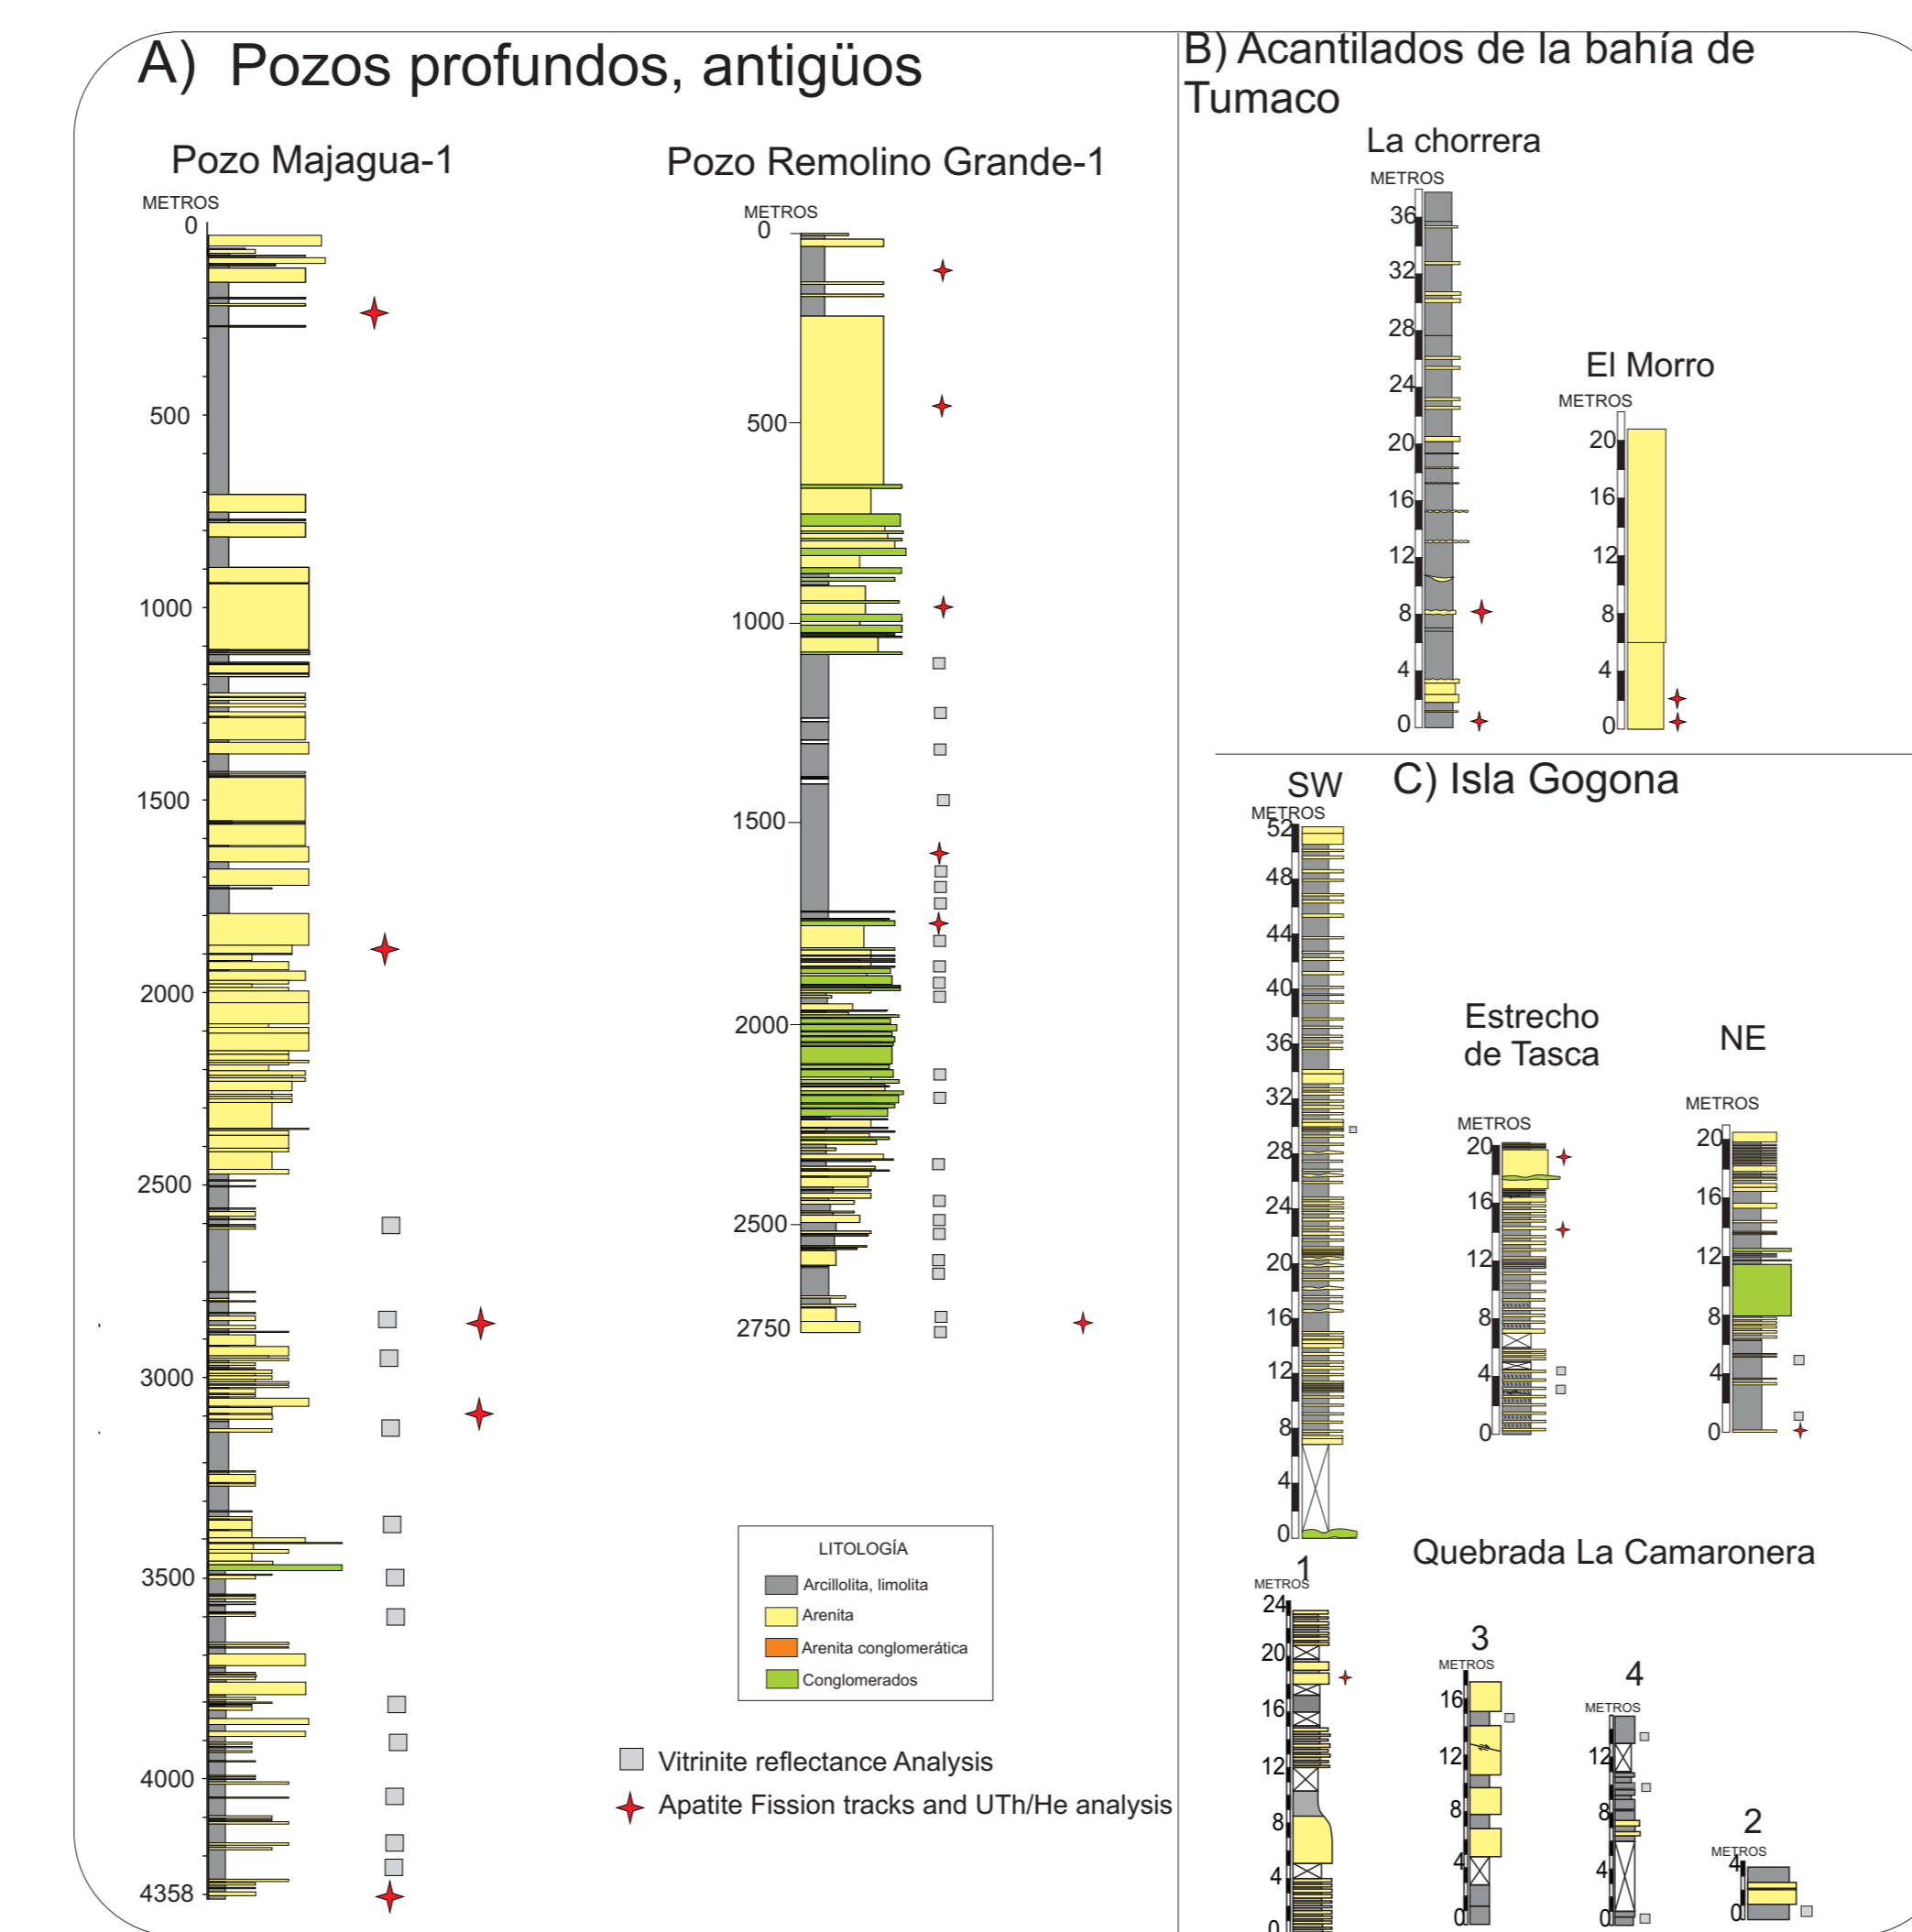 A) Pozos profundos, antigüos
Pozo Majagua-1
METROS
0
500
1000
1500
2000
2500
3000
3500
4000
4358
Pozo Remolino Grande-1
METROS
0
500
1000
1500
2000
2500
2750
LITOLOGÍA
Arcillolita, limolita
Arenita
Arenita conglomerática
Conglomerados
Vitrinite reflectance Analysis
Apatite Fission tracks and UTh/He analysis
B) Acantilados de la bahía de
Tumaco
La chorrera
METROS
36
32
28
24
20
16
12
8
4
0
El Morro
METROS
20
16
12
8
4
0
C) Isla Gogona
SW
METROS
52
48
44
40
36
32
28
24
20
16
12
8
4
0
Estrecho
de Tasca
METROS
20
16
12
8
4
0
NE
METROS
20
16
12
8
4
0
Quebrada La Camaronera
1
METROS
24
20
16
12
8
4
0
3
METROS
16
12
8
4
0
4
METROS
12
8
4
0
2
METROS
4
0